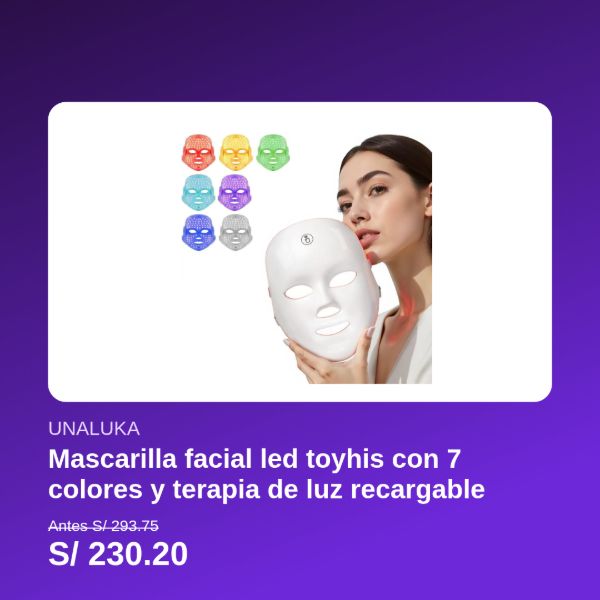 UNALUKA
Mascarilla facial led toyhis con 7
colores y terapia de luz recargable
Antes S/ 293.75
S/ 230.20